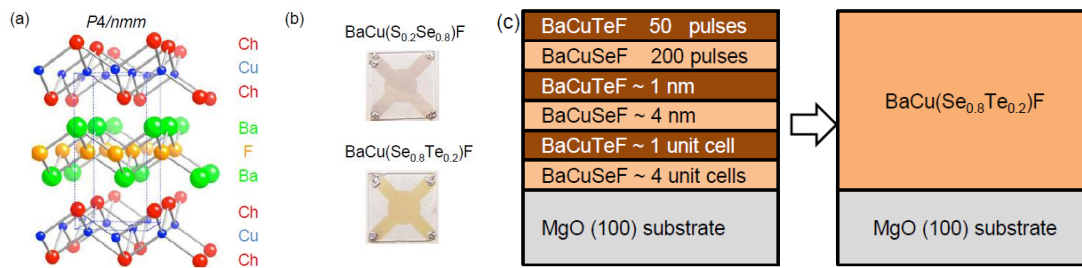 (a)
P4/nmm
Ch
Cu
Ch
Ba
F
Ba
Ch
Cu
Ch
(b)
BaCu(S0.2Se0.8)F
BaCu(Se0.8Te0.2)F
(c)
BaCuTeF 50 pulses
BaCuSeF 200 pulses
BaCuTeF ~ 1 nm
BaCuSeF ~ 4 nm
BaCuTeF ~ 1 unit cell
BaCuSeF ~ 4 unit cells
MgO (100) substrate
BaCu(Se0.8Te0.2)F
MgO (100) substrate